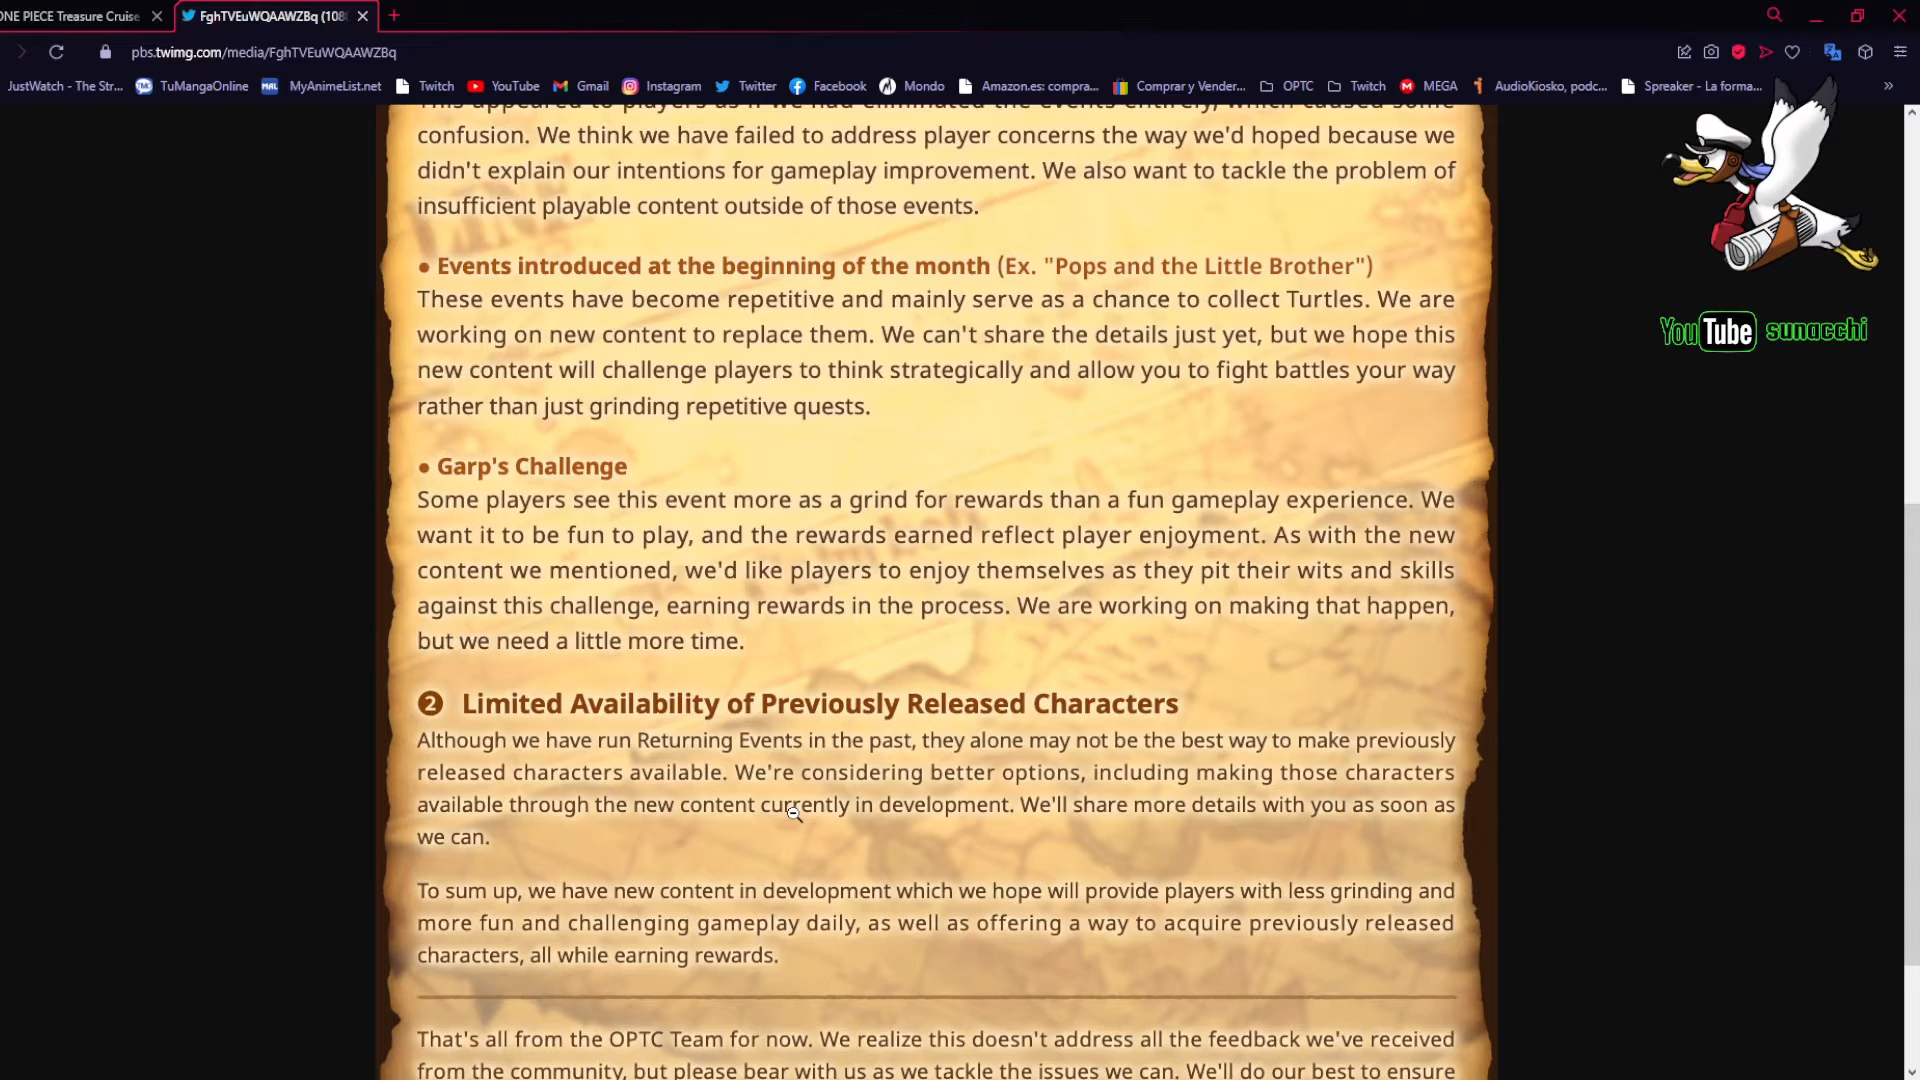 ONE PIECE Treasure Cruise
FghTVEuWQAAWZBq (108
pbs.twimg.com/media/FghTVEuWQAAWZBq
JustWatch - The Str... TuMangaOnline MyAnimeList.net Twitch YouTube Gmail Instagram Twitter Facebook Mondo Amazon.es: compra... Comprar y Vender... OPTC Twitch MEGA AudioKiosko, podc... Spreaker - La forma... »
This appeared to players as if we had eliminated the events entirely, which caused some
confusion. We think we have failed to address player concerns the way we'd hoped because we
didn't explain our intentions for gameplay improvement. We also want to tackle the problem of
insufficient playable content outside of those events.
● Events introduced at the beginning of the month (Ex. "Pops and the Little Brother")
These events have become repetitive and mainly serve as a chance to collect Turtles. We are
working on new content to replace them. We can't share the details just yet, but we hope this
new content will challenge players to think strategically and allow you to fight battles your way
rather than just grinding repetitive quests.
● Garp's Challenge
Some players see this event more as a grind for rewards than a fun gameplay experience. We
want it to be fun to play, and the rewards earned reflect player enjoyment. As with the new
content we mentioned, we'd like players to enjoy themselves as they pit their wits and skills
against this challenge, earning rewards in the process. We are working on making that happen,
but we need a little more time.
❷ Limited Availability of Previously Released Characters
Although we have run Returning Events in the past, they alone may not be the best way to make previously
released characters available. We're considering better options, including making those characters
available through the new content currently in development. We'll share more details with you as soon as
we can.
To sum up, we have new content in development which we hope will provide players with less grinding and
more fun and challenging gameplay daily, as well as offering a way to acquire previously released
characters, all while earning rewards.
That's all from the OPTC Team for now. We realize this doesn't address all the feedback we've received
from the community, but please bear with us as we tackle the issues we can. We'll do our best to ensure
YouTube sunacchi